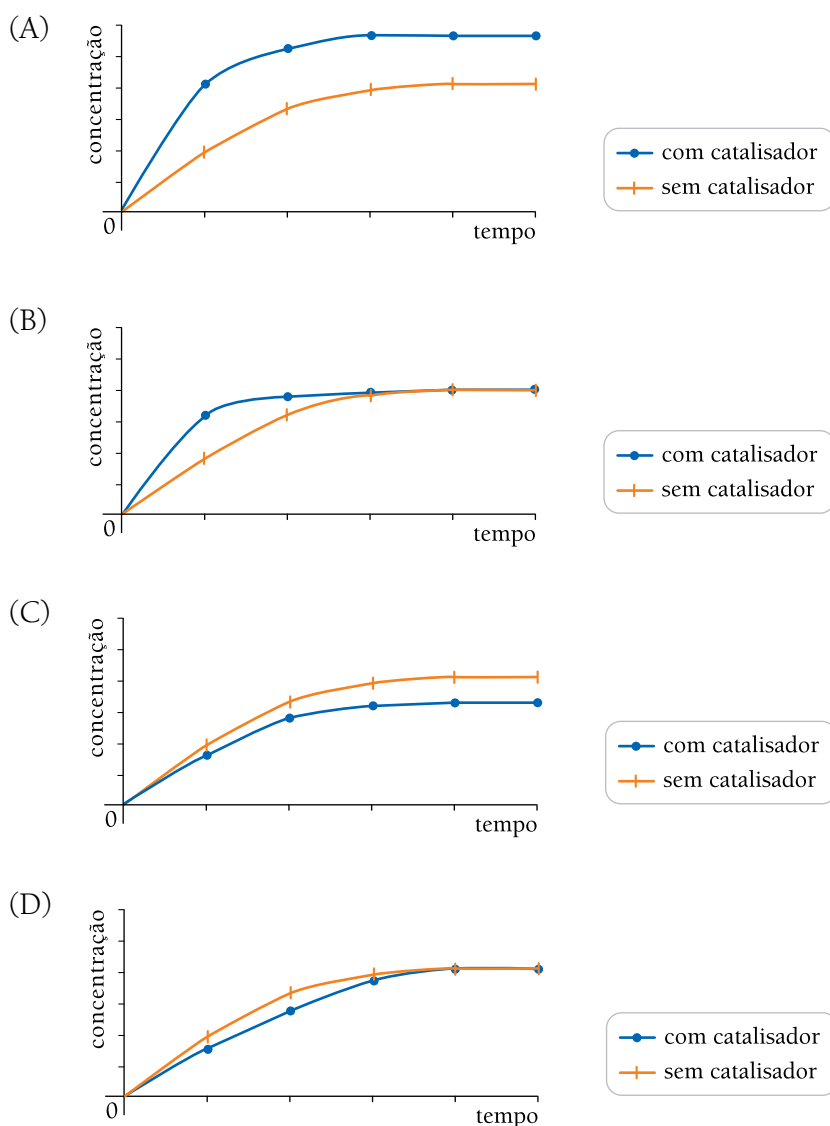 (A)
concentração
0
tempo
com catalisador
sem catalisador
(B)
concentração
0
tempo
com catalisador
sem catalisador
(C)
concentração
0
tempo
com catalisador
sem catalisador
(D)
concentração
0
tempo
com catalisador
sem catalisador